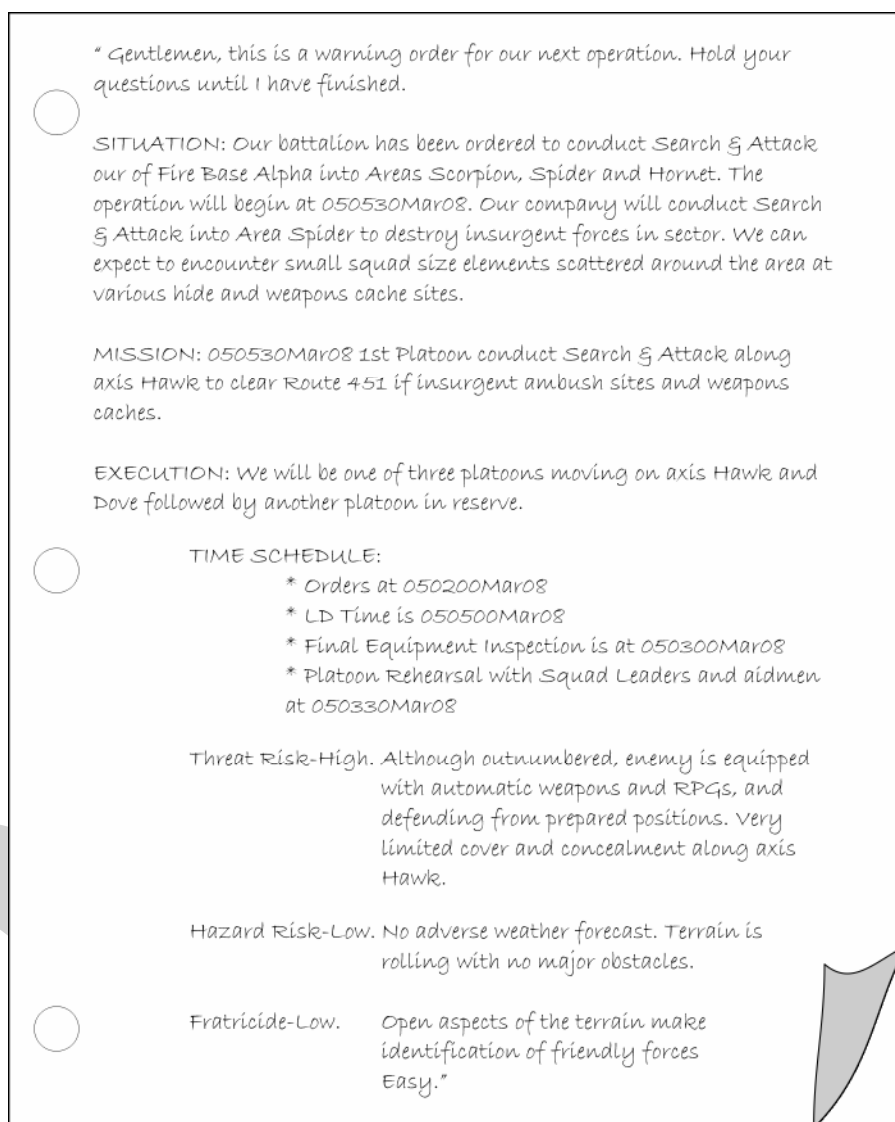 “ Gentlemen, this is a warning order for our next operation. Hold your
questions until I have finished.
SITUATION: Our battalion has been ordered to conduct Search & Attack
our of Fire Base Alpha into Areas Scorpion, Spider and Hornet. The
operation will begin at 050530Mar08. Our company will conduct Search
& Attack into Area Spider to destroy insurgent forces in sector. We can
expect to encounter small squad size elements scattered around the area at
various hide and weapons cache sites.
MISSION: 050530Mar08 1st Platoon conduct Search & Attack along
axis Hawk to clear Route 451 if insurgent ambush sites and weapons
caches.
EXECUTION: We will be one of three platoons moving on axis Hawk and
Dove followed by another platoon in reserve.
TIME SCHEDULE:
* Orders at 050200Mar08
* LD Time is 050500Mar08
* Final Equipment Inspection is at 050300Mar08
* Platoon Rehearsal with Squad Leaders and aidmen
at 050330Mar08
Threat Risk-High. Although outnumbered, enemy is equipped
with automatic weapons and RPGs, and
defending from prepared positions. Very
limited cover and concealment along axis
Hawk.
Hazard Risk-Low. No adverse weather forecast. Terrain is
rolling with no major obstacles.
Fratricide-Low. Open aspects of the terrain make
identification of friendly forces
Easy.”